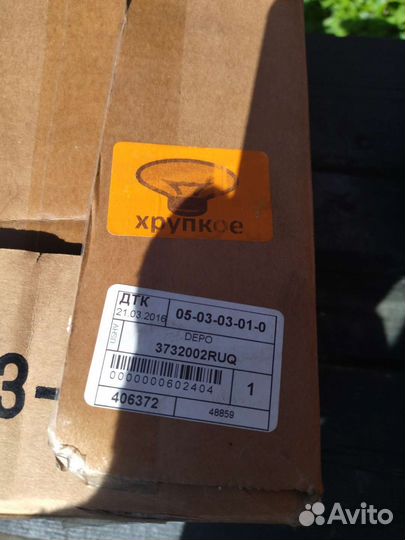 хрупкое
ДТК
21.03.2016
05-03-03-01-0
DEPO
3732002RUQ
0000000602404
1
406372
48859
3-
Avito